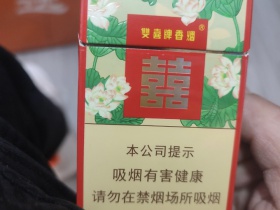 雙喜牌香煙
囍
本公司提示
吸烟有害健康
请勿在禁烟场所吸烟